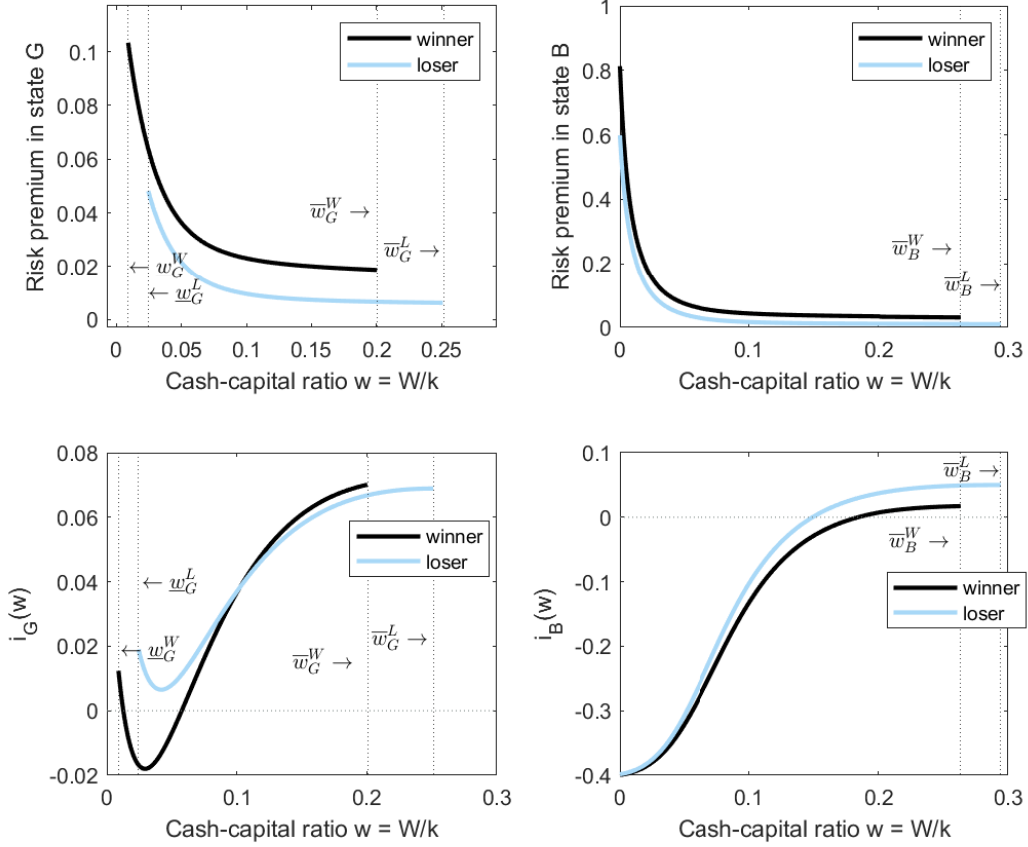 Risk premium in state G
0.1
0.08
0.06
0.04
0.02
0
winner
loser
w̅_G^W →
w̅_G^L →
← w̲_G^W
← w̲_G^L
0
0.05
0.1
0.15
0.2
0.25
Cash-capital ratio w = W/k
Risk premium in state B
1
0.8
0.6
0.4
0.2
0
winner
loser
w̅_B^W →
w̅_B^L →
0
0.1
0.2
0.3
Cash-capital ratio w = W/k
i_G(w)
0.08
0.06
0.04
0.02
0
-0.02
winner
loser
← w̲_G^L
← w̲_G^W
w̅_G^L →
w̅_G^W →
0
0.1
0.2
0.3
Cash-capital ratio w = W/k
i_B(w)
0.1
0
-0.1
-0.2
-0.3
-0.4
w̅_B^L →
w̅_B^W →
winner
loser
0
0.1
0.2
0.3
Cash-capital ratio w = W/k